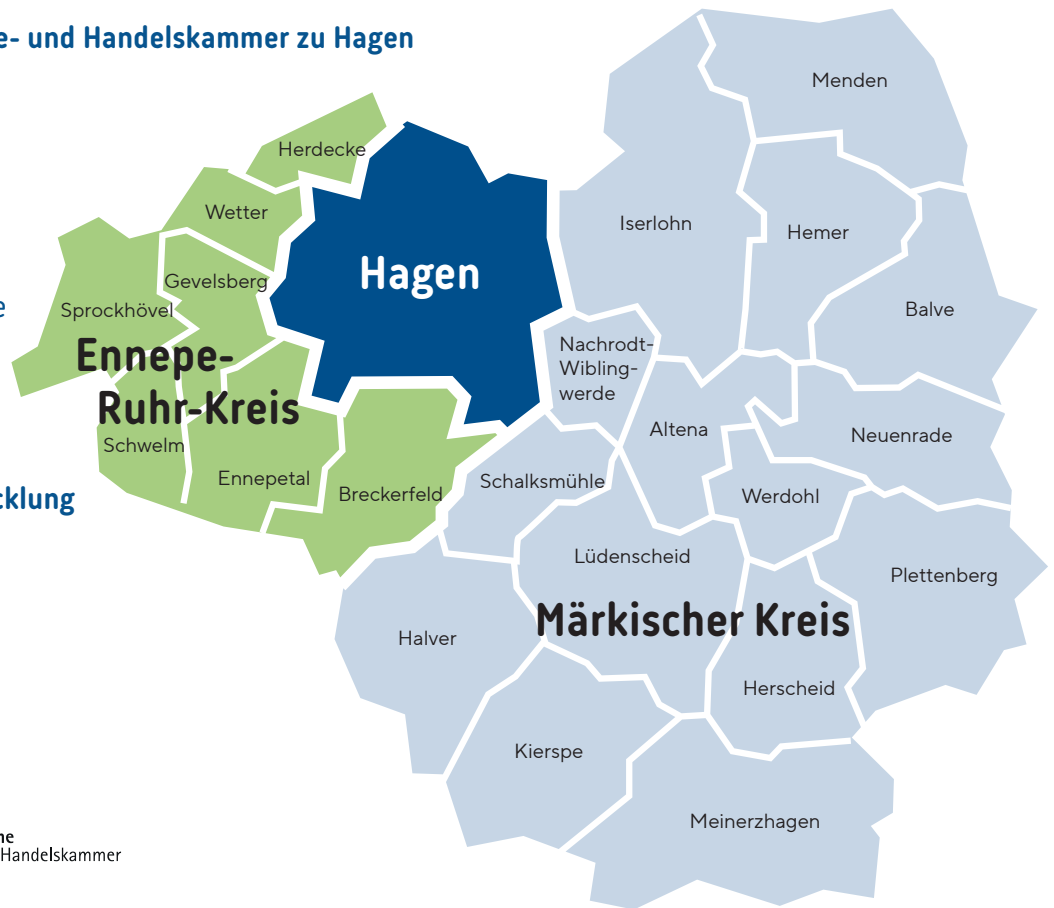 e- und Handelskammer zu Hagen
Menden
Herdecke
Wetter
Iserlohn
Hemer
Hagen
Gevelsberg
Sprockhövel
e
Balve
Ennepe-
Ruhr-Kreis
Nachrodt-
Wibling-
werde
Altena
Neuenrade
Schwelm
Ennepetal
Breckerfeld
Schalksmühle
Werdohl
cklung
Lüdenscheid
Plettenberg
Märkischer Kreis
Halver
Herscheid
Kierspe
Meinerzhagen
ne
Handelskammer